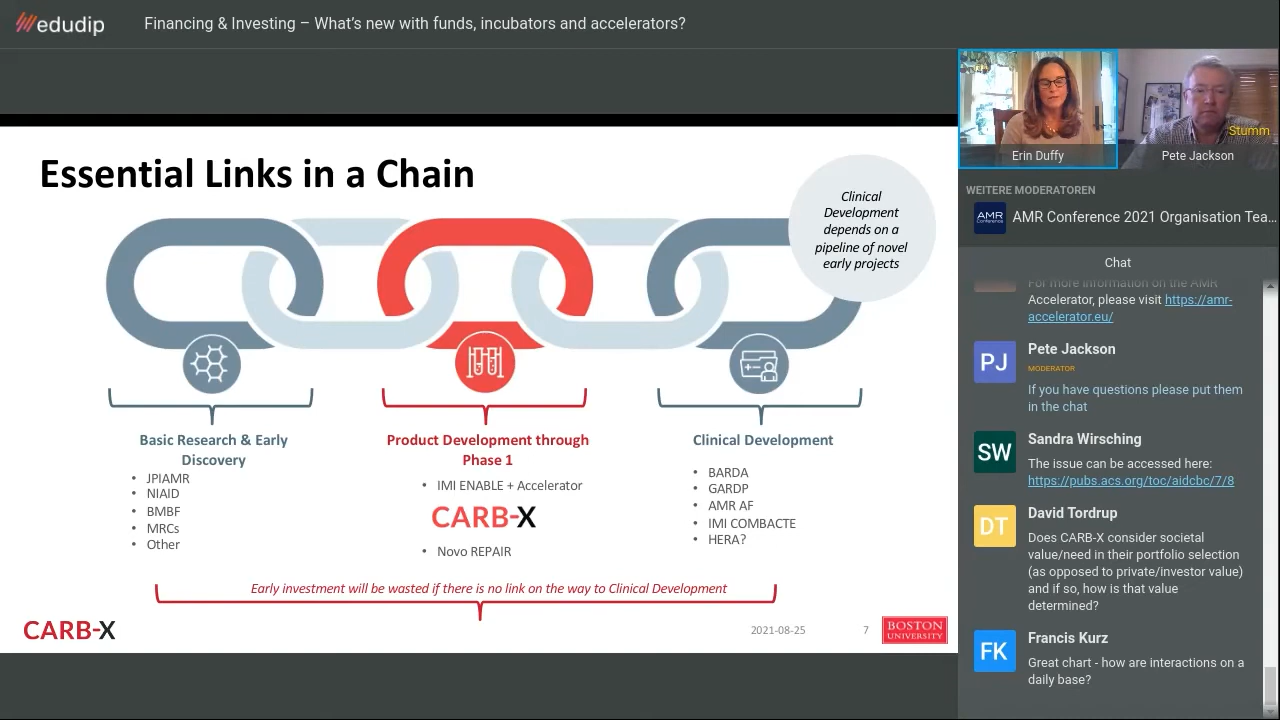 edudip
Financing & Investing – What's new with funds, incubators and accelerators?
Essential Links in a Chain
Clinical
Development
depends on a
pipeline of novel
early projects
Basic Research & Early
Discovery
• JPIAMR
• NIAID
• BMBF
• MRCs
• Other
Product Development through
Phase 1
• IMI ENABLE + Accelerator
CARB-X
• Novo REPAIR
Clinical Development
• BARDA
• GARDP
• AMR AF
• IMI COMBACTE
• HERA?
Early investment will be wasted if there is no link on the way to Clinical Development
CARB-X
2021-08-25
7
BOSTON
UNIVERSITY
Stumm
Erin Duffy
Pete Jackson
WEITERE MODERATOREN
AMR
Conference
AMR Conference 2021 Organisation Tea...
Chat
For more information on the AMR
Accelerator, please visit https://amr-
accelerator.eu/
PJ
Pete Jackson
MODERATOR
If you have questions please put them
in the chat
SW
Sandra Wirsching
The issue can be accessed here:
https://pubs.acs.org/toc/aidcbc/7/8
DT
David Tordrup
Does CARB-X consider societal
value/need in their portfolio selection
(as opposed to private/investor value)
and if so, how is that value
determined?
FK
Francis Kurz
Great chart - how are interactions on a
daily base?